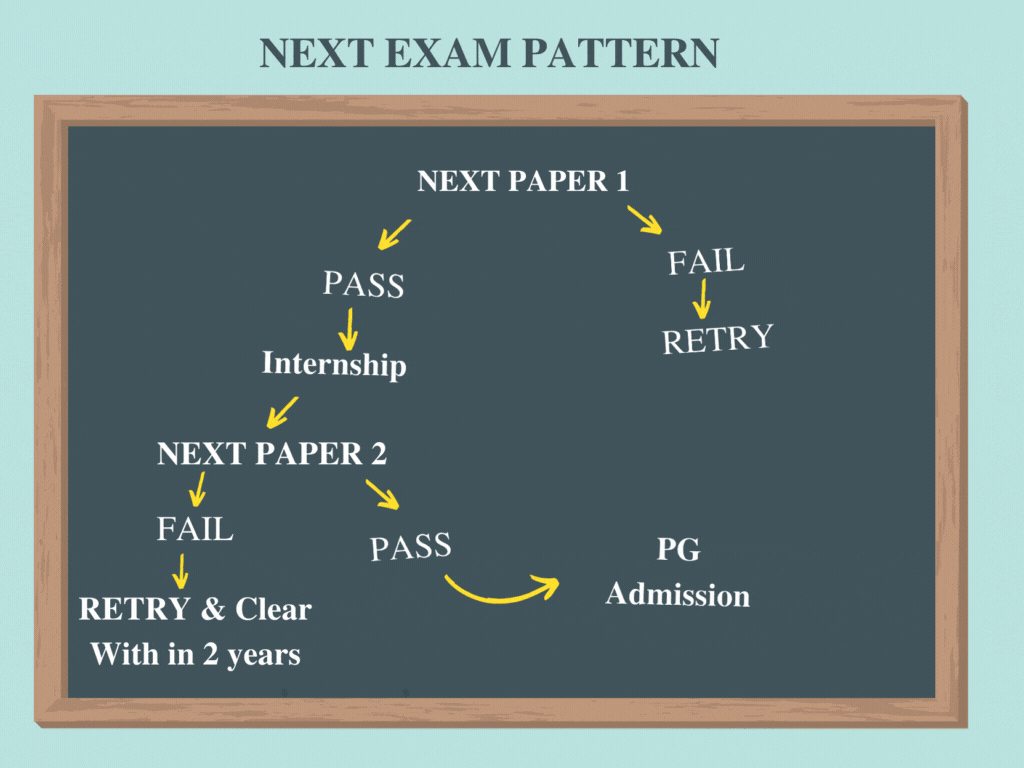 NEXT EXAM PATTERN
NEXT PAPER 1
PASS
FAIL
RETRY
Internship
NEXT PAPER 2
FAIL
PASS
PG
Admission
RETRY & Clear
With in 2 years